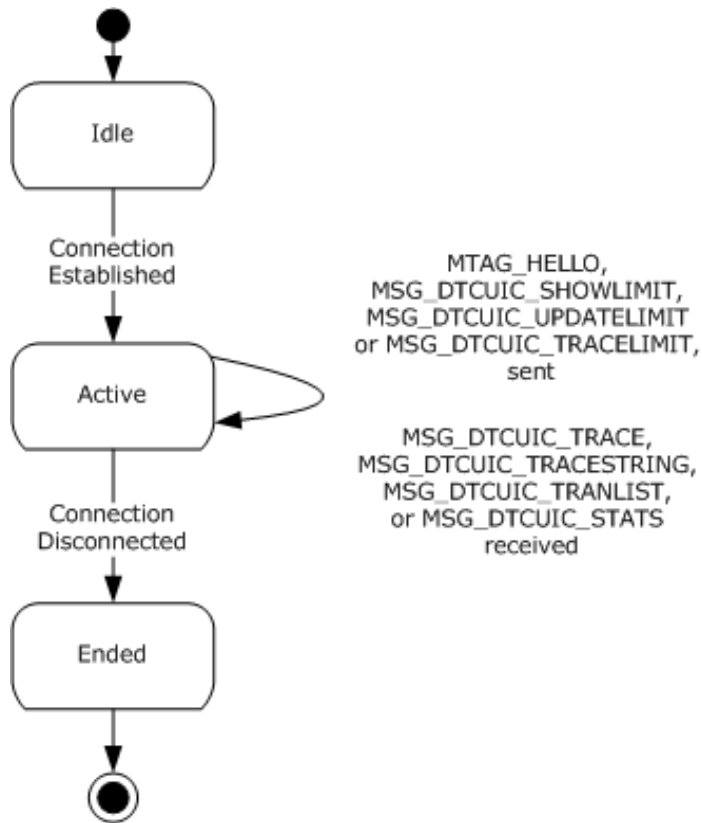 Idle
Connection
Established
MTAG_HELLO,
MSG_DTCUIC_SHOWLIMIT,
MSG_DTCUIC_UPDATELIMIT
or MSG_DTCUIC_TRACELIMIT,
sent
Active
MSG_DTCUIC_TRACE,
MSG_DTCUIC_TRACESTRING,
MSG_DTCUIC_TRANLIST,
or MSG_DTCUIC_STATS
received
Connection
Disconnected
Ended